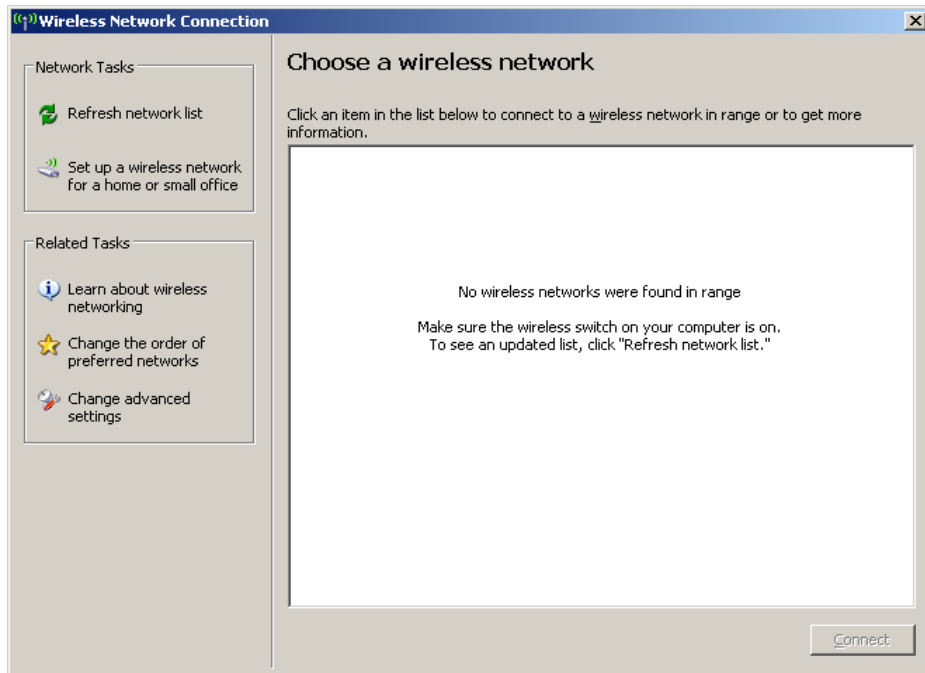 Wireless Network Connection
Network Tasks
Refresh network list
Set up a wireless network
for a home or small office
Related Tasks
Learn about wireless
networking
Change the order of
preferred networks
Change advanced
settings
Choose a wireless network
Click an item in the list below to connect to a wireless network in range or to get more
information.
No wireless networks were found in range
Make sure the wireless switch on your computer is on.
To see an updated list, click "Refresh network list."
Connect